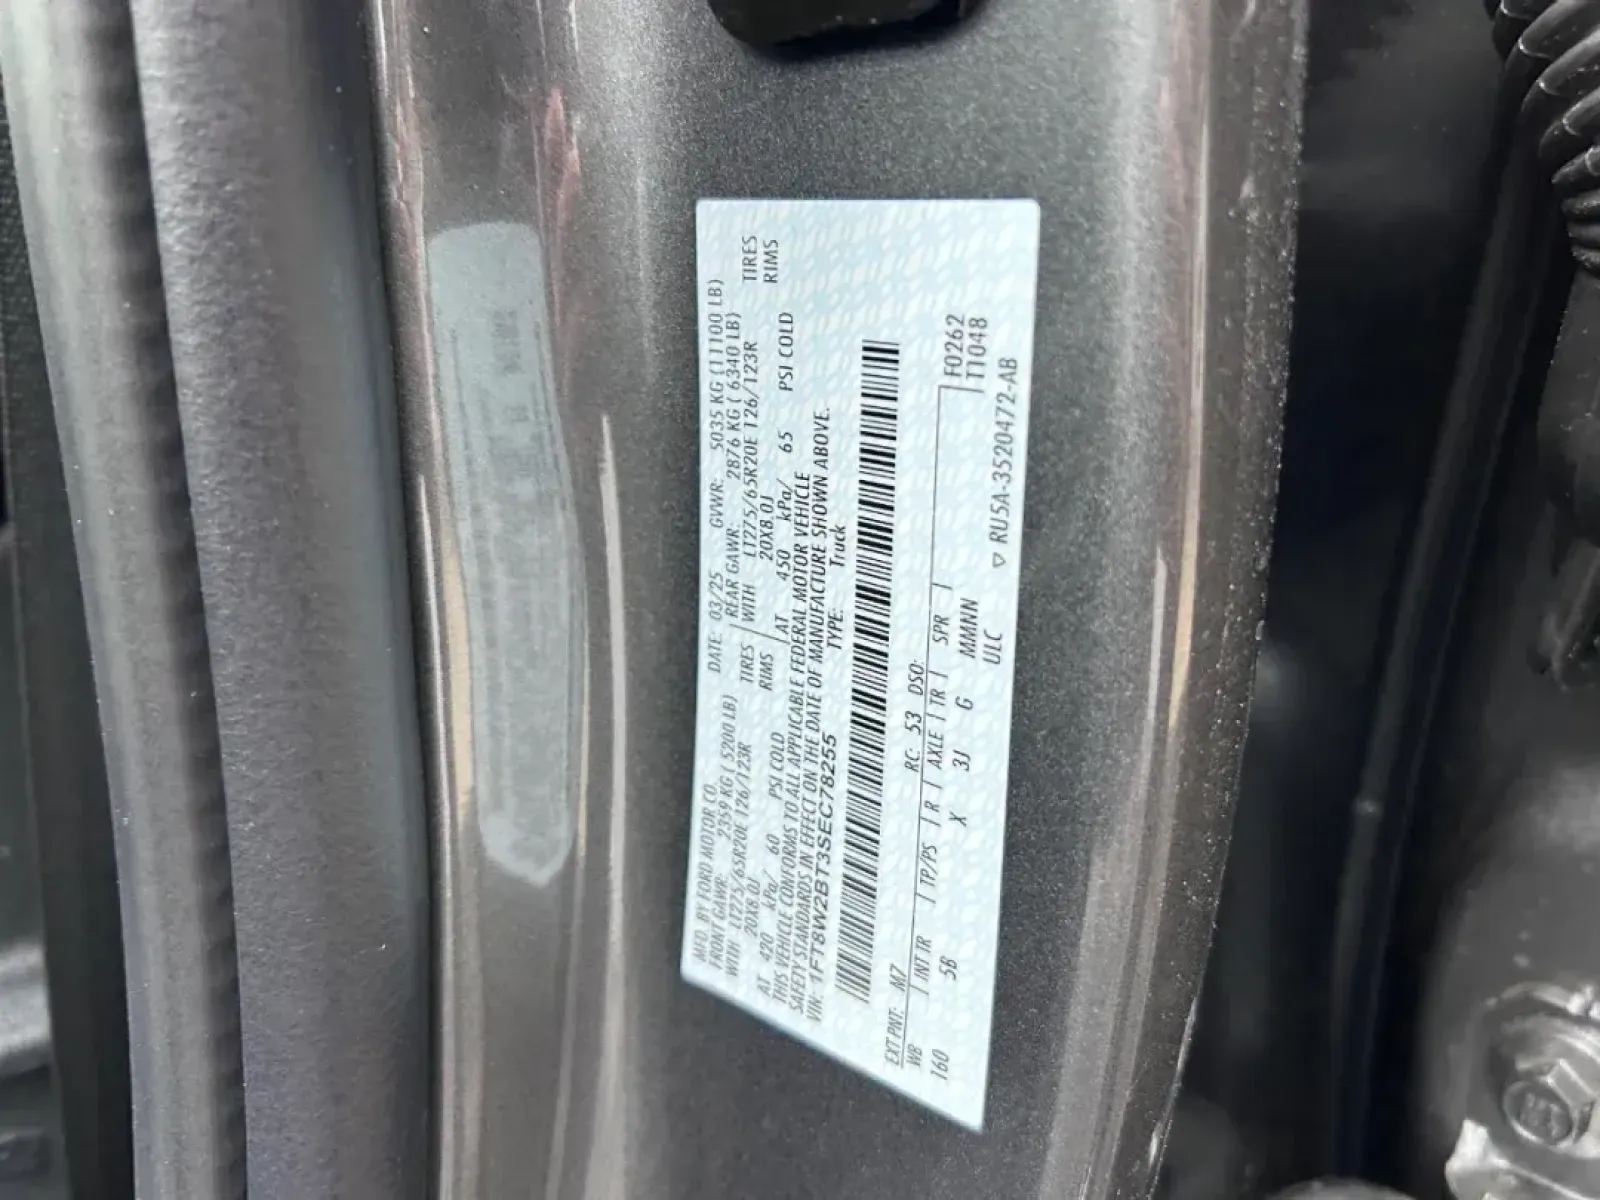 MFD. BY FORD MOTOR CO. DATE: 03/25 GVWR: 5035 KG (11100 LB)
FRONT GAWR: 2359 KG ( 5200 LB) REAR GAWR: 2876 KG ( 6340 LB)
WITH LT275/65R20E 126/123R TIRES WITH LT275/65R20E 126/123R TIRES
20X8.0J RIMS 20X8.0J RIMS
AT 420 kPa/ 60 PSI COLD AT 450 kPa/ 65 PSI COLD
THIS VEHICLE CONFORMS TO ALL APPLICABLE FEDERAL MOTOR VEHICLE
SAFETY STANDARDS IN EFFECT ON THE DATE OF MANUFACTURE SHOWN ABOVE.
VIN: 1FT8W2BT3SEC78255 TYPE: Truck
EXT PNT: M7 RC: 53 DSO: F0262
WB INT TR TP/PS R AXLE TR SPR T1048
160 5B X 3J G MMNN
ULC ▽ RU5A-3520472-AB